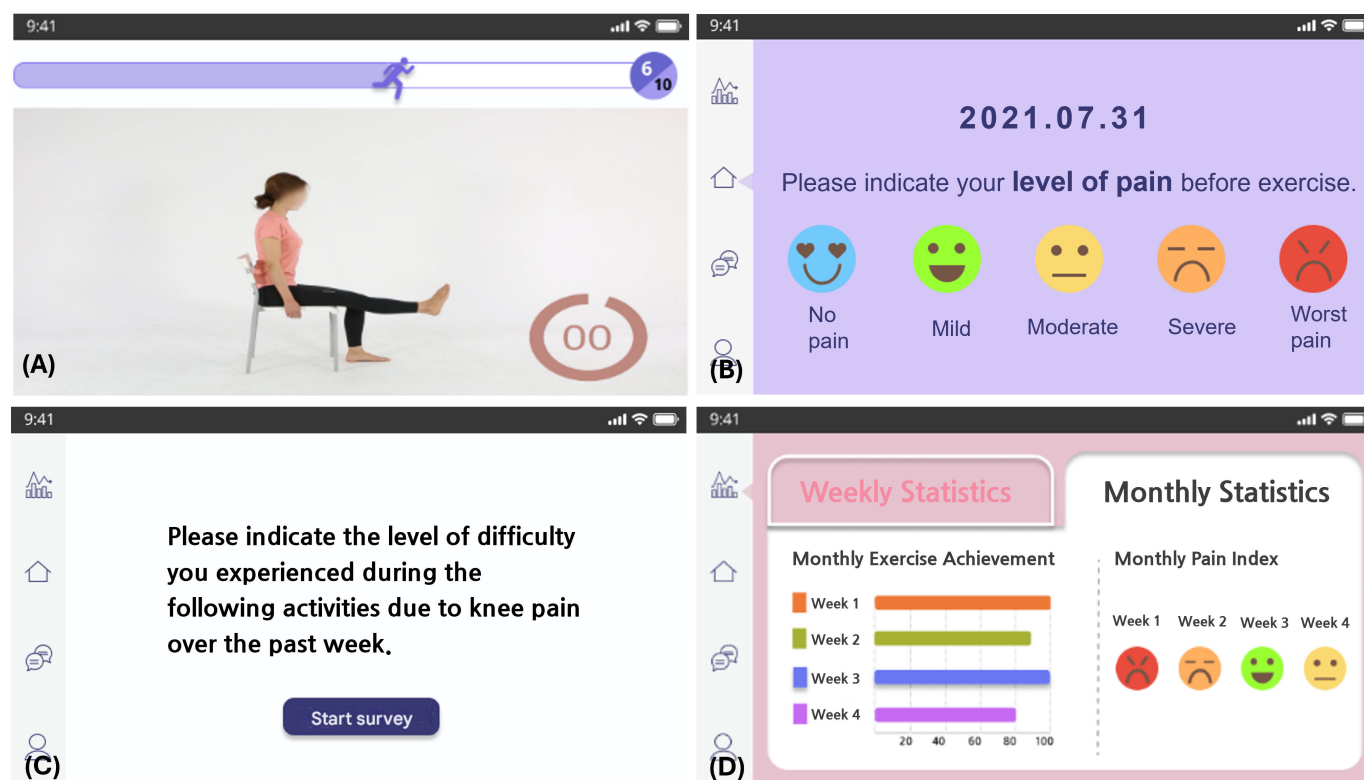 9:41
6
10
00
(A)
9:41
2021.07.31
Please indicate your level of pain before exercise.
No pain
Mild
Moderate
Severe
Worst pain
(B)
9:41
Please indicate the level of difficulty
you experienced during the
following activities due to knee pain
over the past week.
Start survey
(C)
9:41
Weekly Statistics
Monthly Statistics
Monthly Exercise Achievement
Week 1
Week 2
Week 3
Week 4
20 40 60 80 100
Monthly Pain Index
Week 1 Week 2 Week 3 Week 4
(D)